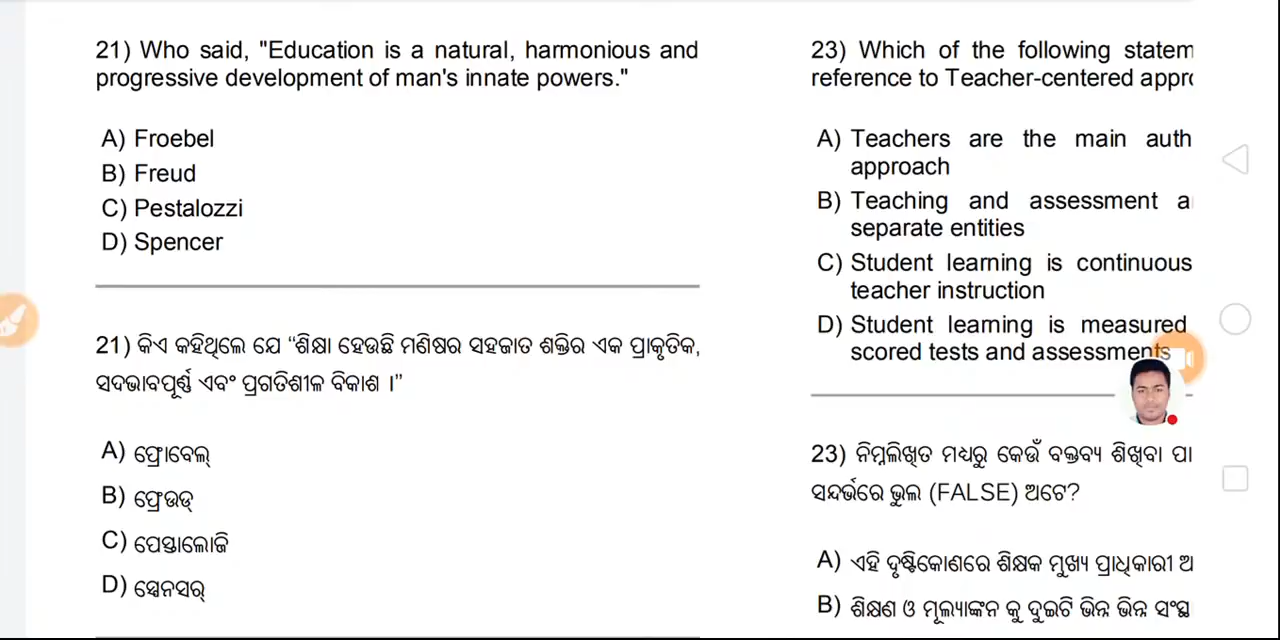 21) Who said, "Education is a natural, harmonious and
progressive development of man's innate powers."
A) Froebel
B) Freud
C) Pestalozzi
D) Spencer
21) କିଏ କହିଥିଲେ ଯେ “ଶିକ୍ଷା ହେଉଛି ମଣିଷର ସହଜାତ ଶକ୍ତିର ଏକ ପ୍ରାକୃତିକ,
ସଦଭାବପୂର୍ଣ୍ଣ ଏବଂ ପ୍ରଗତିଶୀଳ ବିକାଶ ।”
A) ଫ୍ରୋବେଲ୍
B) ଫ୍ରେଉଡ୍
C) ପେସ୍ତାଲୋଜି
D) ସ୍ପେନସର୍
23) Which of the following
reference to Teacher-centered
A) Teachers are the main
approach
B) Teaching and assessment
separate entities
C) Student learning is continuous
teacher instruction
D) Student learning is measured
scored tests and assessments
23) ନିମ୍ନଲିଖିତ ମଧ୍ୟରୁ କେଉଁ ବକ୍ତବ୍ୟ ଶିଖିବା
ସନ୍ଦର୍ଭରେ ଭୁଲ (FALSE) ଅଟେ?
A) ଏହି ଦୃଷ୍ଟିକୋଣରେ ଶିକ୍ଷକ ମୁଖ୍ୟ ପ୍ରାଧିକାରୀ
B) ଶିକ୍ଷଣ ଓ ମୂଲ୍ୟାଙ୍କନ କୁ ଦୁଇଟି ଭିନ୍ନ ଭିନ୍ନ